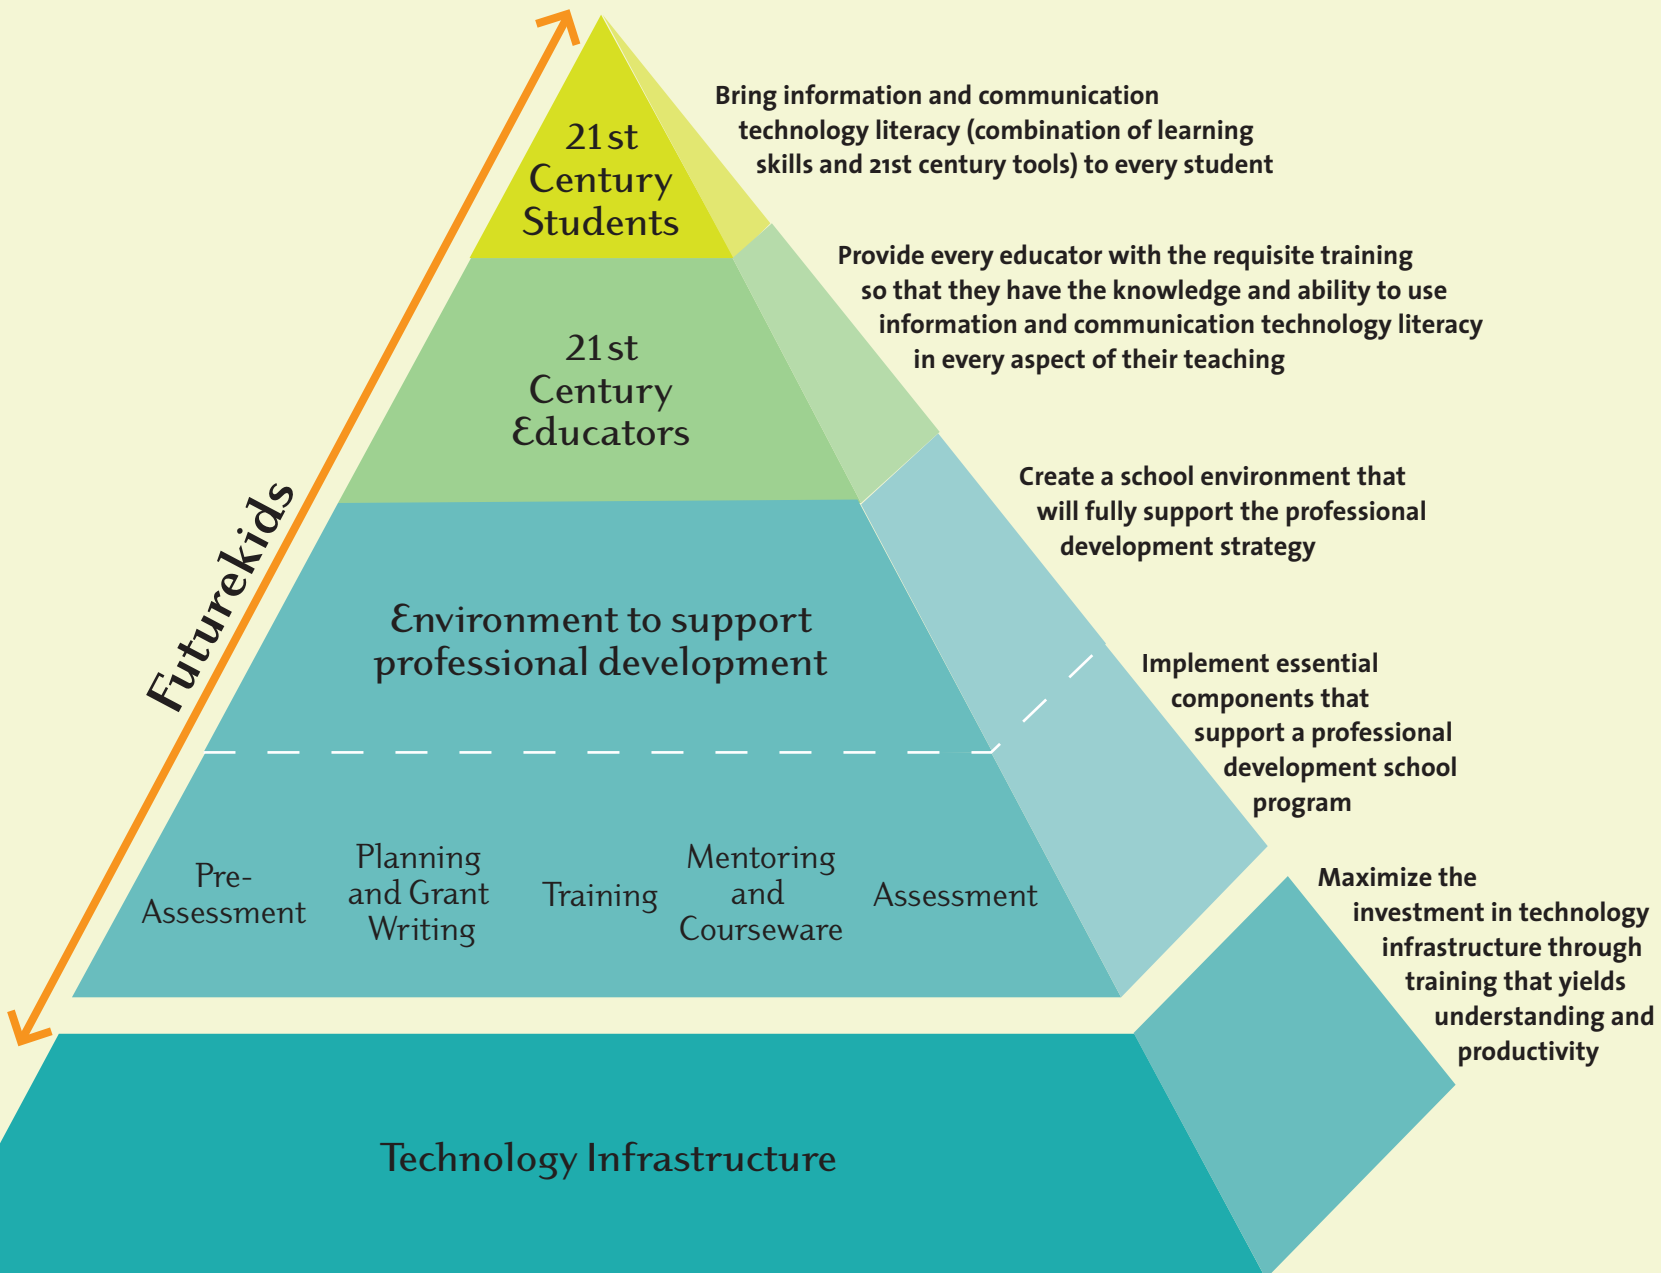 21st
Century
Students
Bring information and communication
technology literacy (combination of learning
skills and 21st century tools) to every student
21st
Century
Educators
Provide every educator with the requisite training
so that they have the knowledge and ability to use
information and communication technology literacy
in every aspect of their teaching
Futurekids
Environment to support
professional development
Create a school environment that
will fully support the professional
development strategy
Pre-
Assessment
Planning
and Grant
Writing
Training
Mentoring
and
Courseware
Assessment
Implement essential
components that
support a professional
development school
program
Technology Infrastructure
Maximize the
investment in technology
infrastructure through
training that yields
understanding and
productivity